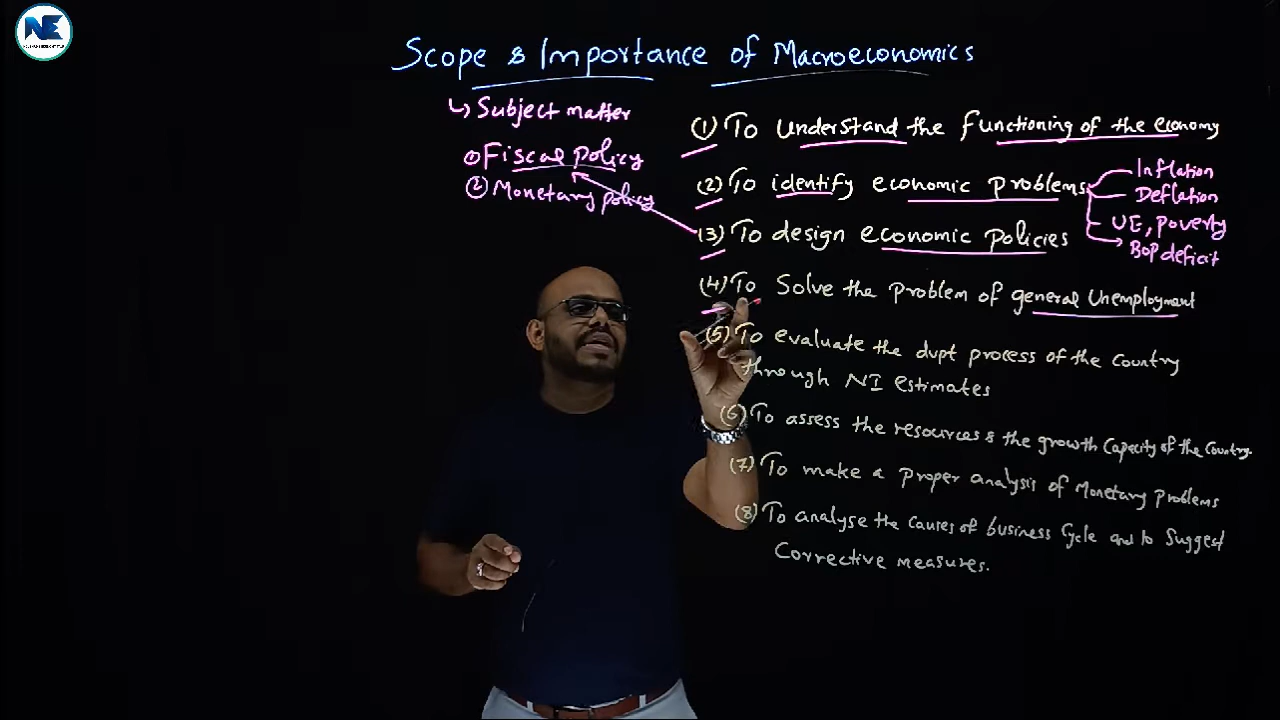 NE
Scope & Importance of Macroeconomics
↳ Subject matter
① Fiscal policy
② Monetary policy
(1) To understand the functioning of the economy
(2) To identify economic problems
Inflation
Deflation
UE, poverty
BOP deficit
(3) To design economic policies
(4) To Solve the problem of general Unemployment
(5) To evaluate the dvpt process of the Country
through NI estimates
(6) To assess the resources & the growth Capacity of the Country.
(7) To make a proper analysis of Monetary Problems
(8) To analyse the Causes of business Cycle and to Suggest
Corrective measures.